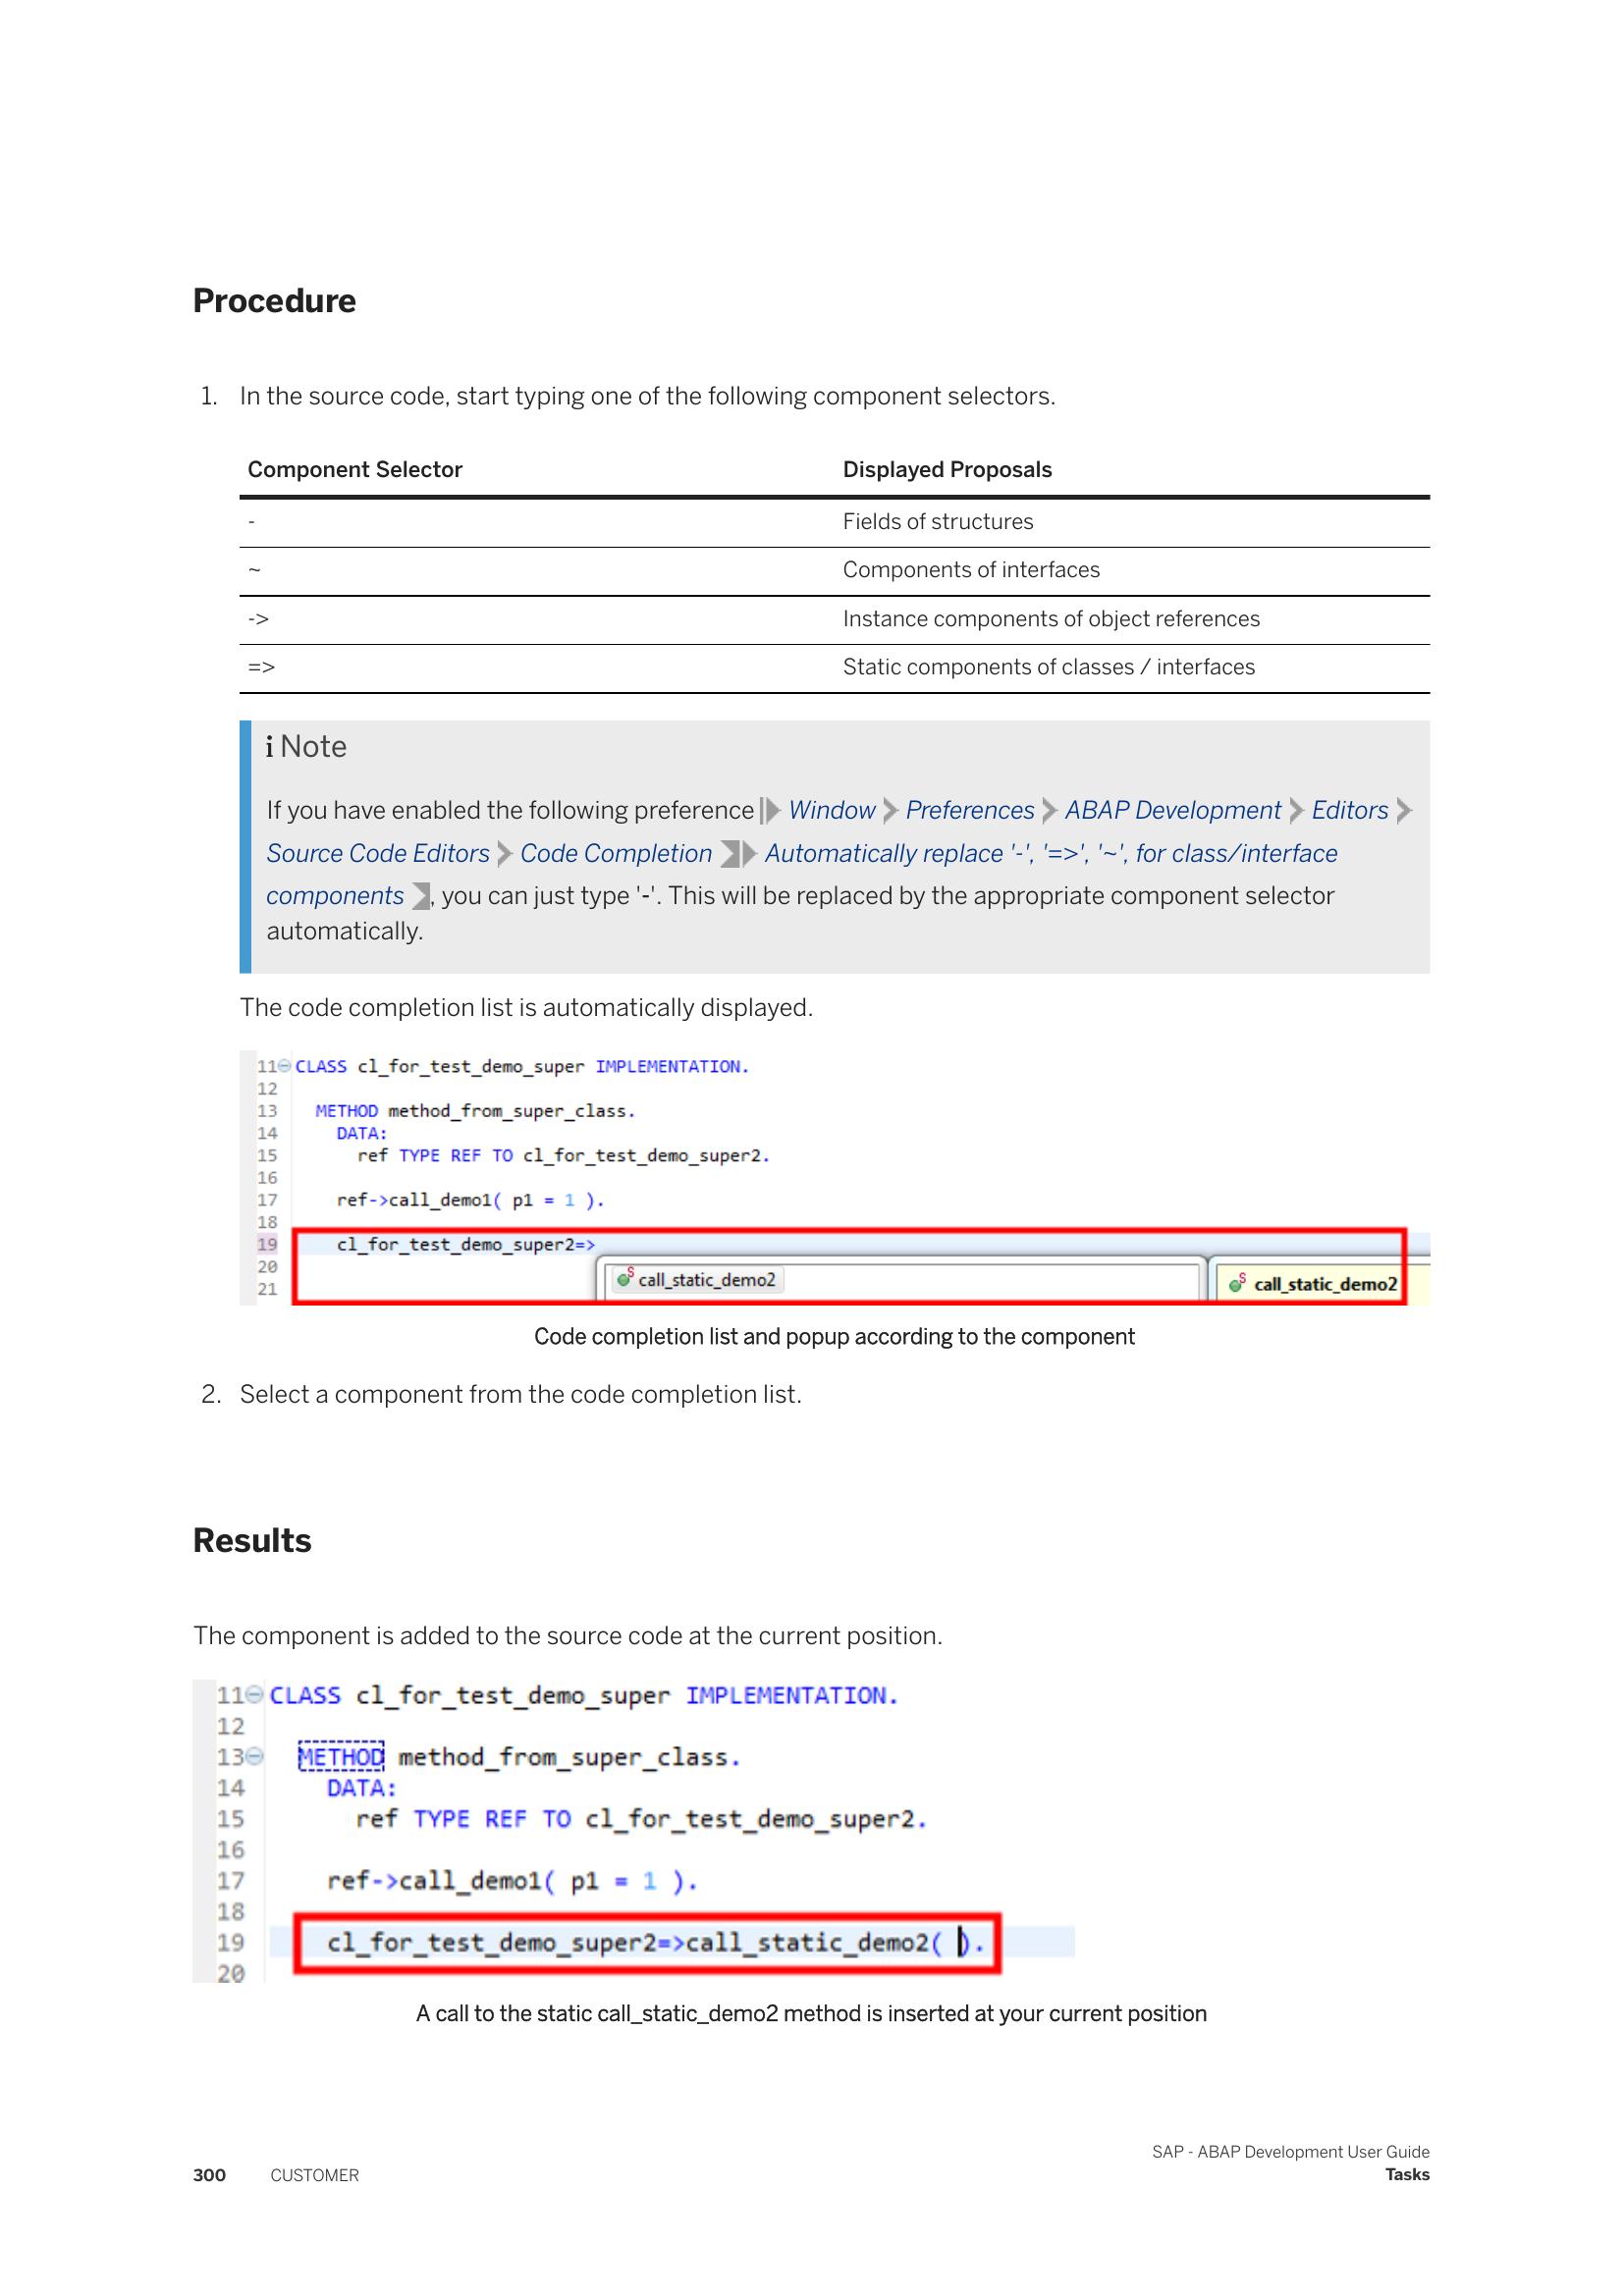 Procedure
1. In the source code, start typing one of the following component selectors.
Component Selector Displayed Proposals
- Fields of structures
~ Components of interfaces
-> Instance components of object references
=> Static components of classes / interfaces
i Note
If you have enabled the following preference Window Preferences ABAP Development Editors
Source Code Editors Code Completion Automatically replace '-', '=>', '~', for class/interface
components , you can just type '-'. This will be replaced by the appropriate component selector
automatically.
The code completion list is automatically displayed.
11 CLASS cl_for_test_demo_super IMPLEMENTATION.
12
13 METHOD method_from_super_class.
14 DATA:
15 ref TYPE REF TO cl_for_test_demo_super2.
16
17 ref->call_demo1( p1 = 1 ).
18
19 cl_for_test_demo_super2=>
20
call_static_demo2 call_static_demo2
21
Code completion list and popup according to the component
2. Select a component from the code completion list.
Results
The component is added to the source code at the current position.
11 CLASS cl_for_test_demo_super IMPLEMENTATION.
12
13 METHOD method_from_super_class.
14 DATA:
15 ref TYPE REF TO cl_for_test_demo_super2.
16
17 ref->call_demo1( p1 = 1 ).
18
19 cl_for_test_demo_super2=>call_static_demo2( ).
20
A call to the static call_static_demo2 method is inserted at your current position
SAP - ABAP Development User Guide
300 CUSTOMER Tasks